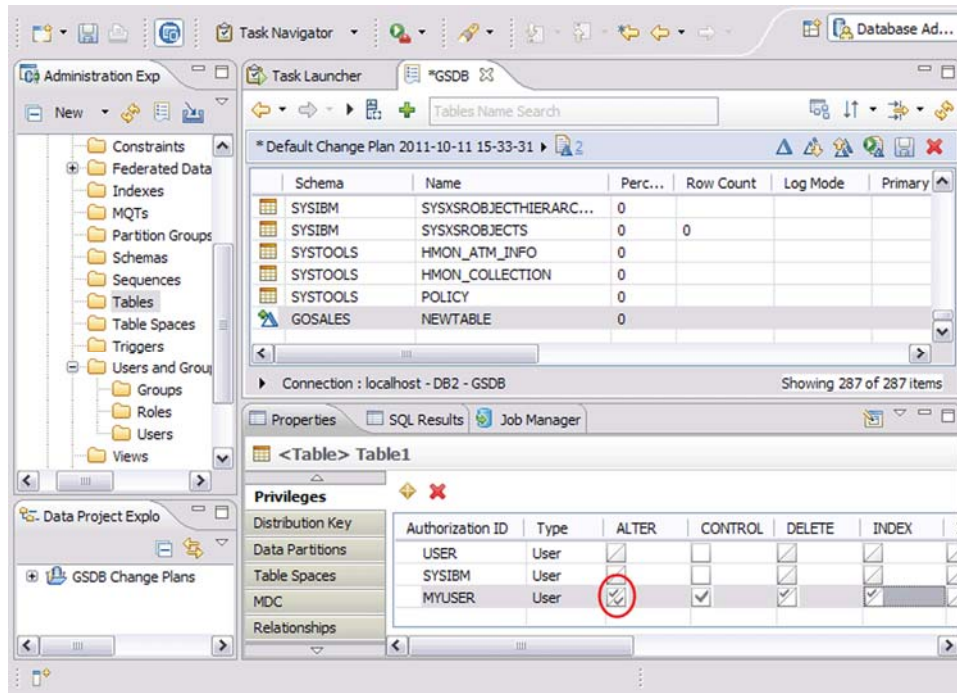 Task Navigator
Database Ad...
Administration Exp
New
Constraints
Federated Data
Indexes
MQTs
Partition Groups
Schemas
Sequences
Tables
Table Spaces
Triggers
Users and Grou
Groups
Roles
Users
Views
Data Project Explo
GSDB Change Plans
Task Launcher
*GSDB
Tables Name Search
* Default Change Plan 2011-10-11 15-33-31 2
Schema Name Perc... Row Count Log Mode Primary
SYSIBM SYSXSROBJECTHIERARC... 0
SYSIBM SYSXSROBJECTS 0 0
SYSTOOLS HMON_ATM_INFO 0
SYSTOOLS HMON_COLLECTION 0
SYSTOOLS POLICY 0
GOSALES NEWTABLE 0
Connection : localhost - DB2 - GSDB Showing 287 of 287 items
Properties SQL Results Job Manager
<Table> Table1
Privileges
Distribution Key
Data Partitions
Table Spaces
MDC
Relationships
Authorization ID Type ALTER CONTROL DELETE INDEX
USER User
SYSIBM User
MYUSER User